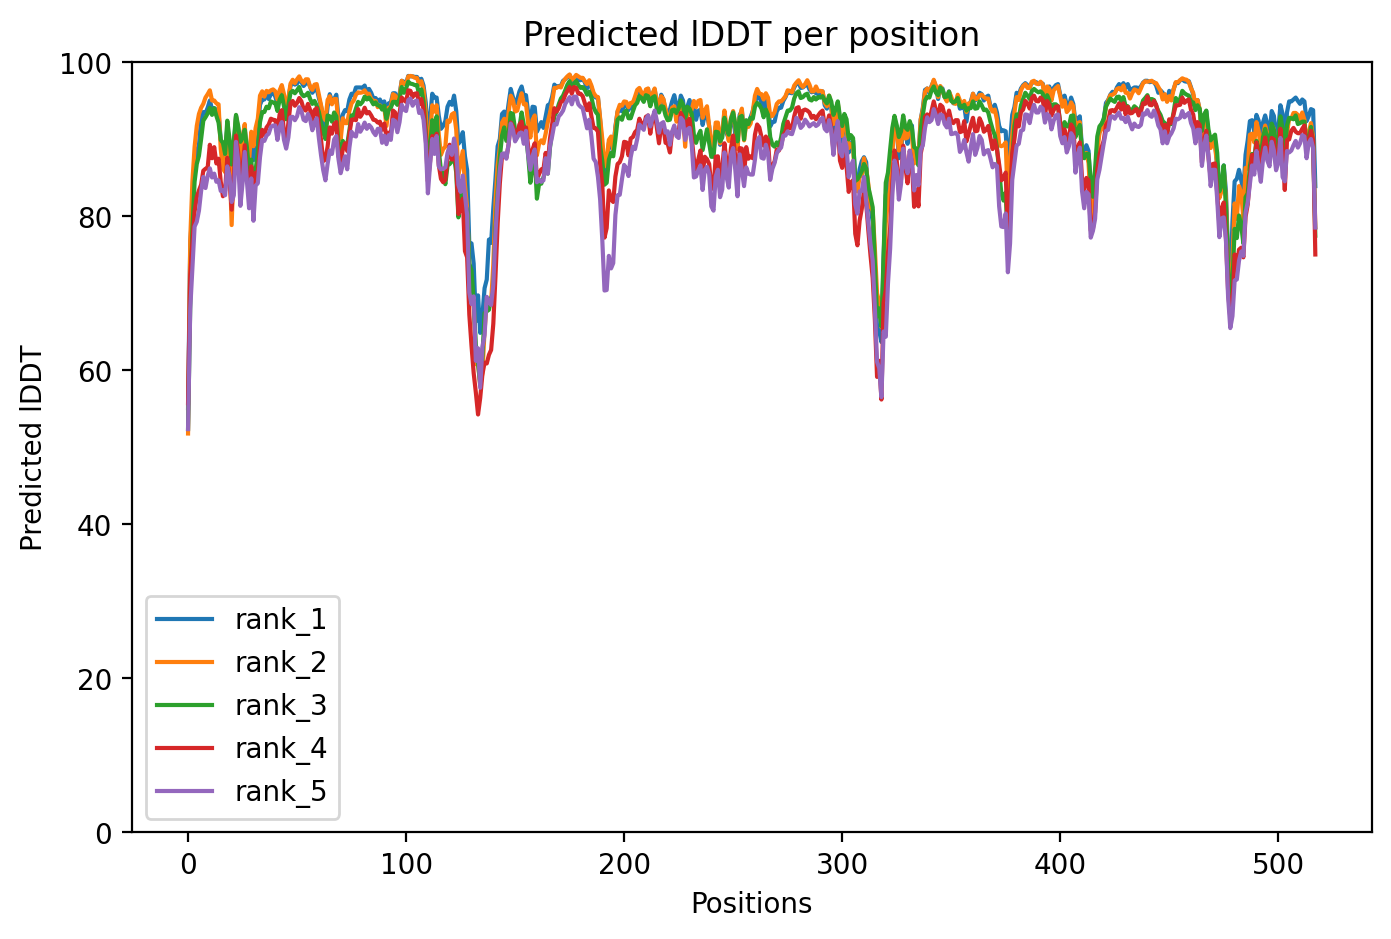 Predicted lDDT per position
100
80
60
40
20
0
Predicted lDDT
rank_1
rank_2
rank_3
rank_4
rank_5
0 100 200 300 400 500
Positions